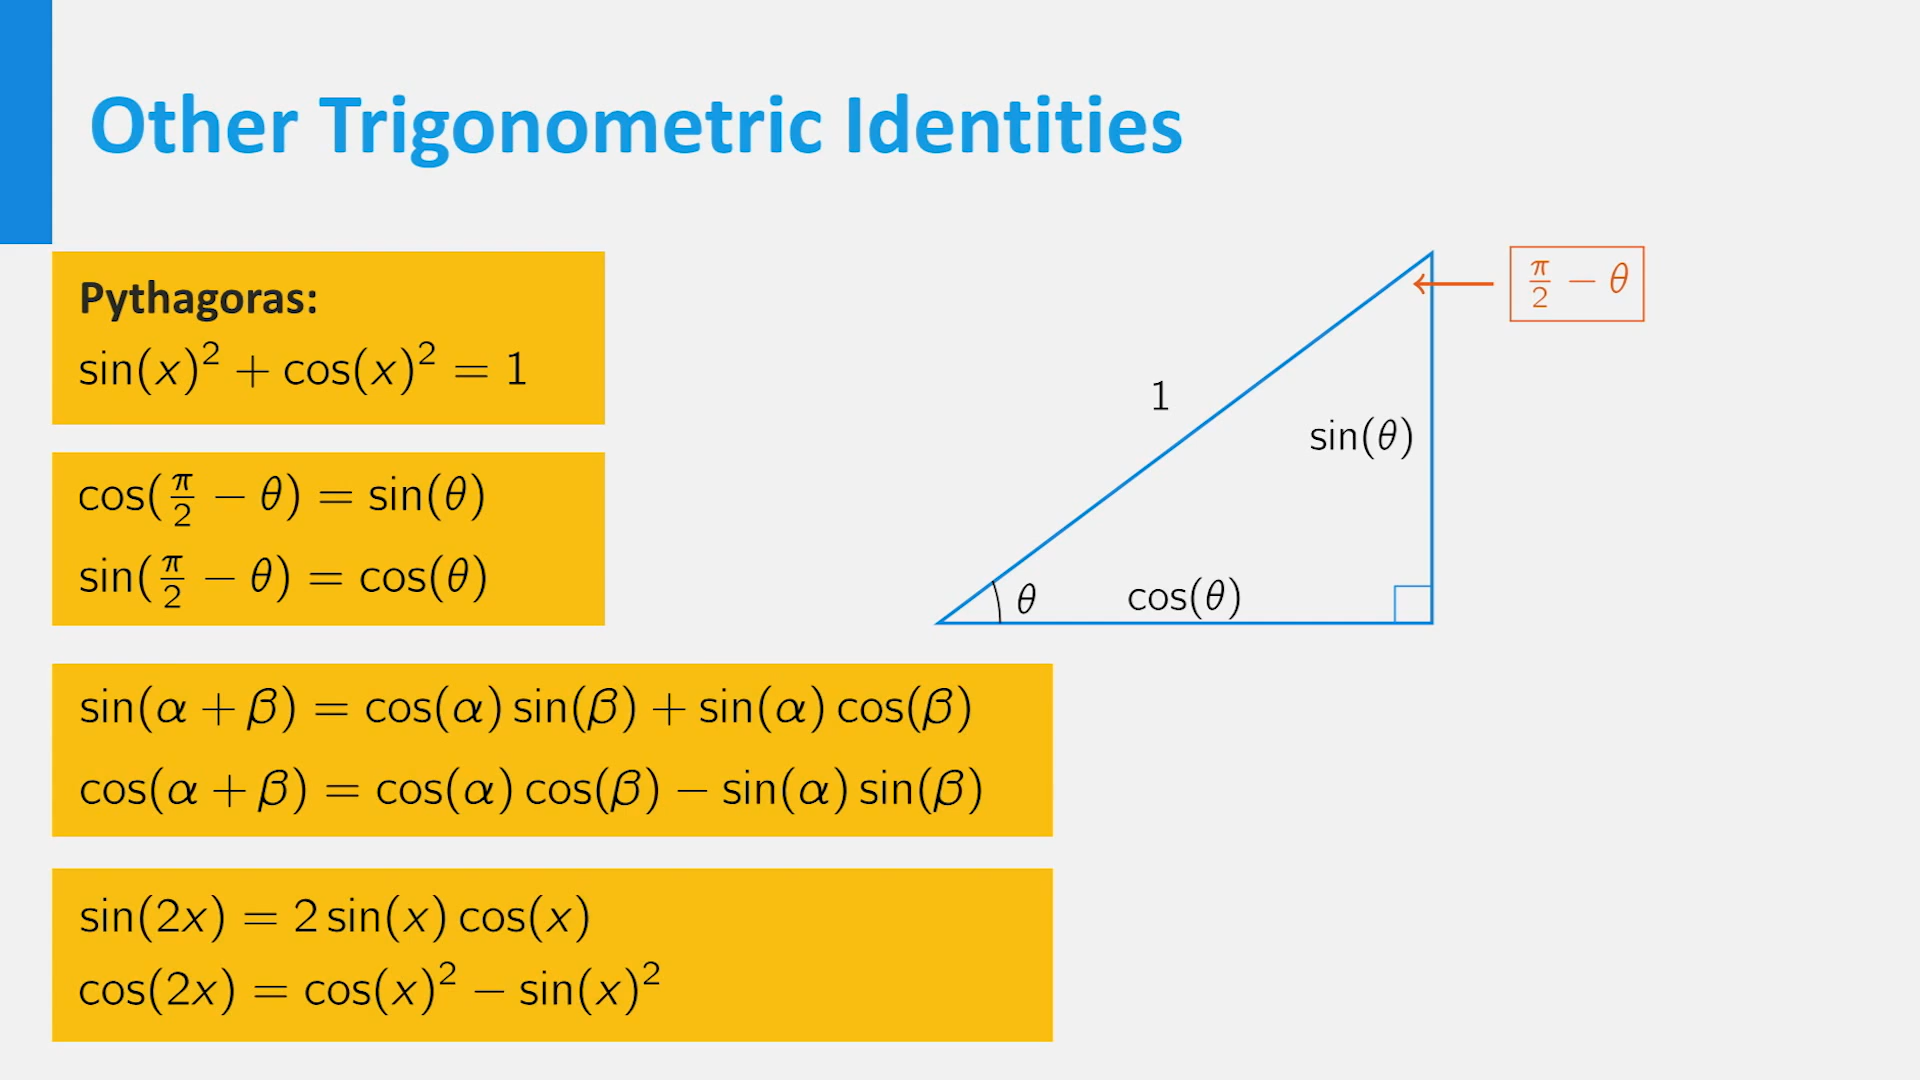 Other Trigonometric Identities
Pythagoras:
sin(x)² + cos(x)² = 1
cos(π/2 − θ) = sin(θ)
sin(π/2 − θ) = cos(θ)
sin(α + β) = cos(α) sin(β) + sin(α) cos(β)
cos(α + β) = cos(α) cos(β) − sin(α) sin(β)
sin(2x) = 2 sin(x) cos(x)
cos(2x) = cos(x)² − sin(x)²
π/2 − θ
1
sin(θ)
θ
cos(θ)